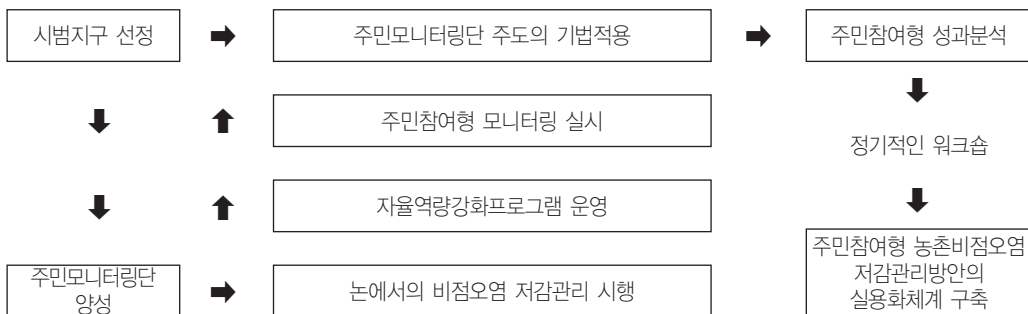 시범지구 선정
주민모니터링단 주도의 기법적용
주민참여형 성과분석
주민참여형 모니터링 실시
정기적인 워크숍
자율역량강화프로그램 운영
주민모니터링단
양성
논에서의 비점오염 저감관리 시행
주민참여형 농촌비점오염
저감관리방안의
실용화체계 구축